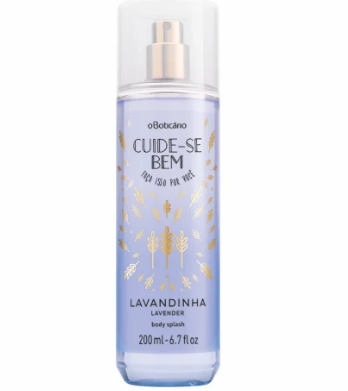 oBoticário
CUIDE-SE
BEM
FAÇA ISSO POR VOCÊ
LAVANDINHA
LAVENDER
body splash
200 ml-6.7 fl oz